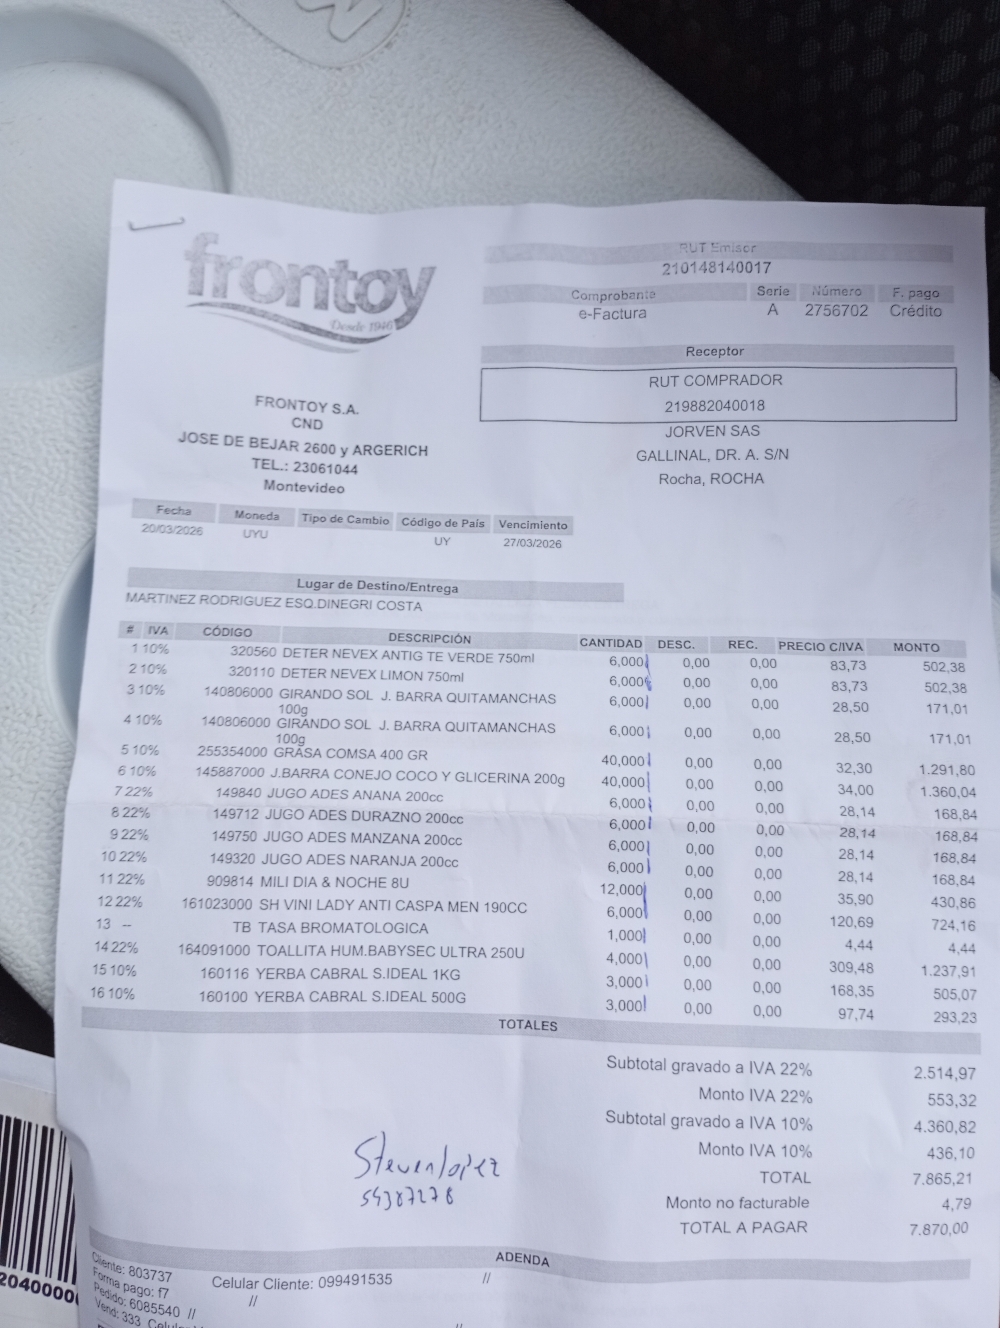 frontoy
Desde 1946
RUT Emisor
210148140017
Comprobante Serie Número F. pago
e-Factura A 2756702 Crédito
Receptor
RUT COMPRADOR
219882040018
JORVEN SAS
GALLINAL, DR. A. S/N
Rocha, ROCHA
FRONTOY S.A.
CND
JOSE DE BEJAR 2600 y ARGERICH
TEL.: 23061044
Montevideo
Fecha Moneda Tipo de Cambio Código de País Vencimiento
20/03/2026 UYU UY 27/03/2026
Lugar de Destino/Entrega
MARTINEZ RODRIGUEZ ESQ.DINEGRI COSTA
# IVA CÓDIGO DESCRIPCIÓN CANTIDAD DESC. REC. PRECIO C/IVA MONTO
1 10% 320560 DETER NEVEX ANTIG TE VERDE 750ml 6,000 0,00 0,00 83,73 502,38
2 10% 320110 DETER NEVEX LIMON 750ml 6,000 0,00 0,00 83,73 502,38
3 10% 140806000 GIRANDO SOL J. BARRA QUITAMANCHAS 6,000 0,00 0,00 28,50 171,01
100g
4 10% 140806000 GIRANDO SOL J. BARRA QUITAMANCHAS 6,000 0,00 0,00 28,50 171,01
100g
5 10% 255354000 GRASA COMSA 400 GR 40,000 0,00 0,00 32,30 1.291,80
6 10% 145887000 J.BARRA CONEJO COCO Y GLICERINA 200g 40,000 0,00 0,00 34,00 1.360,04
7 22% 149840 JUGO ADES ANANA 200cc 6,000 0,00 0,00 28,14 168,84
8 22% 149712 JUGO ADES DURAZNO 200cc 6,000 0,00 0,00 28,14 168,84
9 22% 149750 JUGO ADES MANZANA 200cc 6,000 0,00 0,00 28,14 168,84
10 22% 149320 JUGO ADES NARANJA 200cc 6,000 0,00 0,00 28,14 168,84
11 22% 909814 MILI DIA & NOCHE 8U 12,000 0,00 0,00 35,90 430,86
12 22% 161023000 SH VINI LADY ANTI CASPA MEN 190CC 6,000 0,00 0,00 120,69 724,16
13 -- TB TASA BROMATOLOGICA 1,000 0,00 0,00 4,44 4,44
14 22% 164091000 TOALLITA HUM.BABYSEC ULTRA 250U 4,000 0,00 0,00 309,48 1.237,91
15 10% 160116 YERBA CABRAL S.IDEAL 1KG 3,000 0,00 0,00 168,35 505,07
16 10% 160100 YERBA CABRAL S.IDEAL 500G 3,000 0,00 0,00 97,74 293,23
TOTALES
Subtotal gravado a IVA 22% 2.514,97
Monto IVA 22% 553,32
Subtotal gravado a IVA 10% 4.360,82
Monto IVA 10% 436,10
TOTAL 7.865,21
Monto no facturable 4,79
TOTAL A PAGAR 7.870,00
Steven lopez
54387278
ADENDA
Cliente: 803737 Celular Cliente: 099491535 //
Forma pago: f7 //
Pedido: 6085540 //
Vend: 333 //